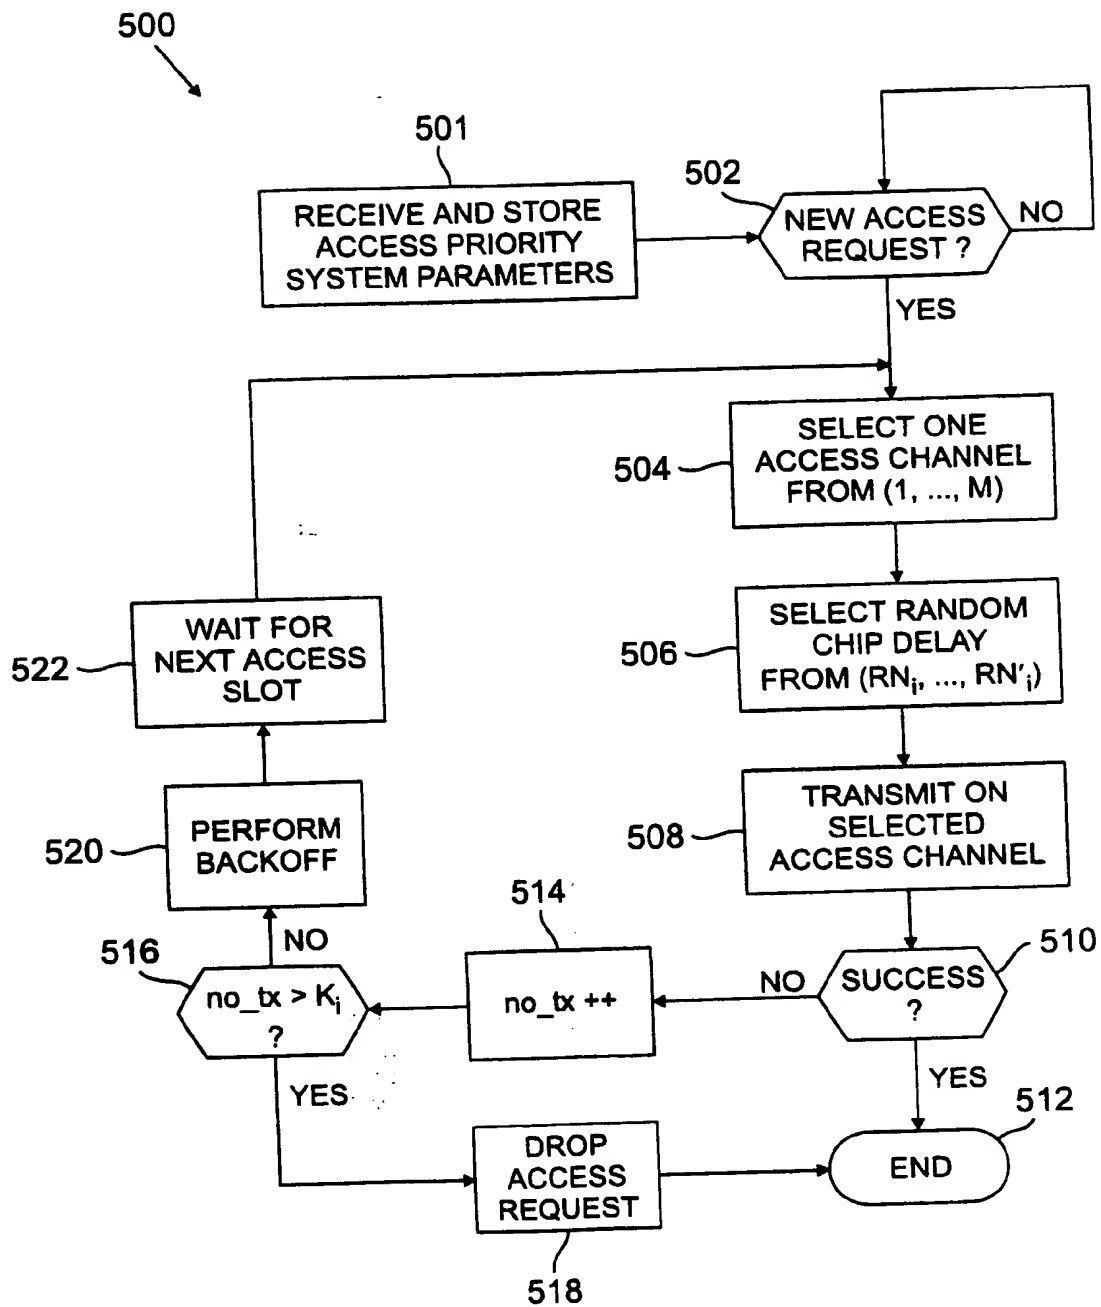 500
501
RECEIVE AND STORE
ACCESS PRIORITY
SYSTEM PARAMETERS
502
NEW ACCESS
REQUEST ?
NO
YES
504
SELECT ONE
ACCESS CHANNEL
FROM (1, ..., M)
506
SELECT RANDOM
CHIP DELAY
FROM (RNᵢ, ..., RN'ᵢ)
508
TRANSMIT ON
SELECTED
ACCESS CHANNEL
510
SUCCESS
?
NO
YES
512
END
514
no_tx ++
516
no_tx > Kᵢ
?
NO
YES
518
DROP
ACCESS
REQUEST
520
PERFORM
BACKOFF
522
WAIT FOR
NEXT ACCESS
SLOT